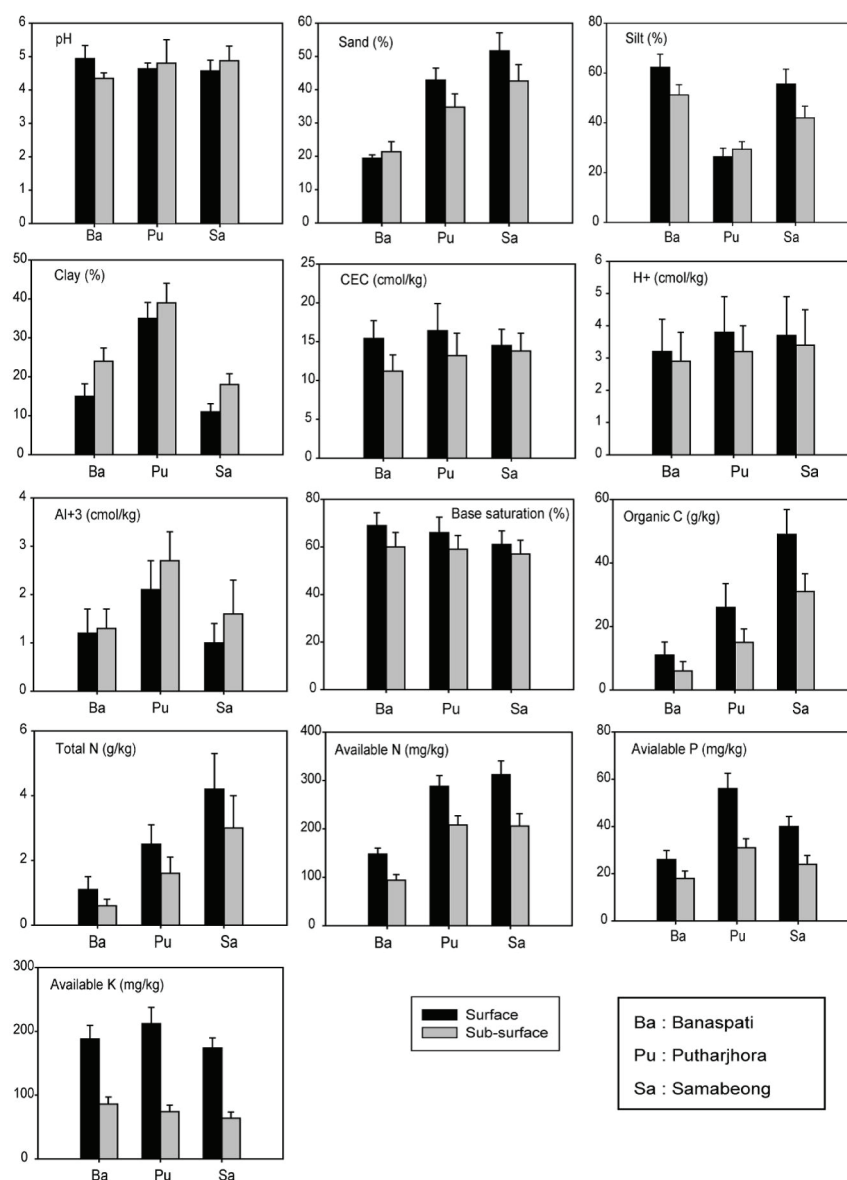 pH
6
5
4
3
2
1
0
Ba Pu Sa
Sand (%)
60
50
40
30
20
10
0
Ba Pu Sa
Silt (%)
80
60
40
20
0
Ba Pu Sa
Clay (%)
50
40
30
20
10
0
Ba Pu Sa
CEC (cmol/kg)
25
20
15
10
5
0
Ba Pu Sa
H+ (cmol/kg)
6
5
4
3
2
1
0
Ba Pu Sa
Al+3 (cmol/kg)
4
3
2
1
0
Ba Pu Sa
Base saturation (%)
80
60
40
20
0
Ba Pu Sa
Organic C (g/kg)
60
40
20
0
Ba Pu Sa
Total N (g/kg)
6
4
2
0
Ba Pu Sa
Available N (mg/kg)
400
300
200
100
0
Ba Pu Sa
Avialable P (mg/kg)
80
60
40
20
0
Ba Pu Sa
Available K (mg/kg)
300
200
100
0
Ba Pu Sa
Surface
Sub-surface
Ba : Banaspati
Pu : Putharjhora
Sa : Samabeong